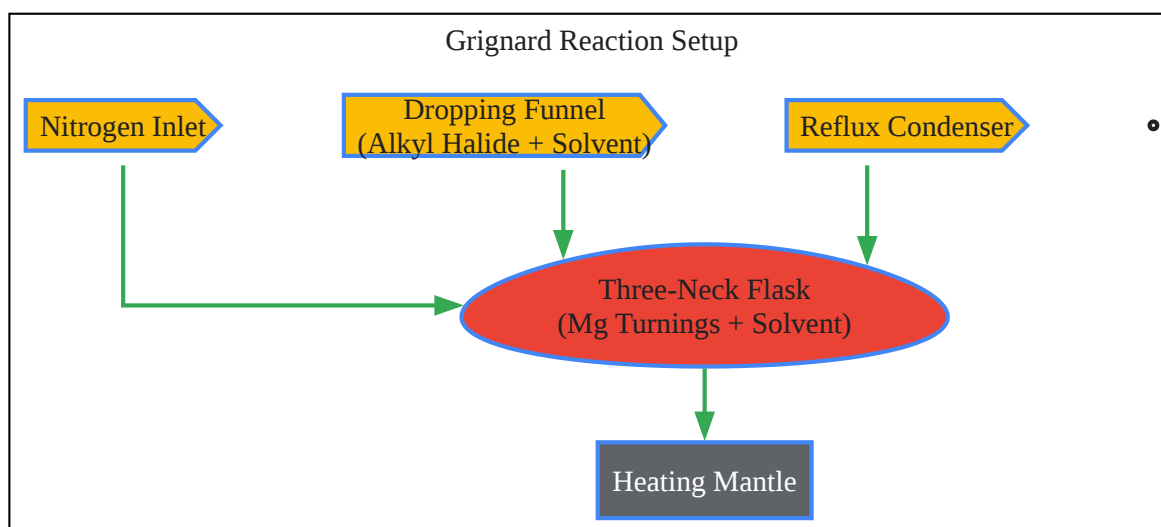 Grignard Reaction Setup
Nitrogen Inlet
Dropping Funnel
(Alkyl Halide + Solvent)
Reflux Condenser
Three-Neck Flask
(Mg Turnings + Solvent)
Heating Mantle